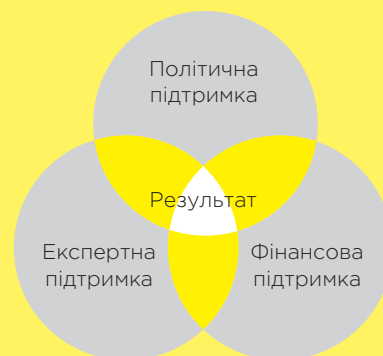 Політична
підтримка
Результат
Експертна
підтримка
Фінансова
підтримка